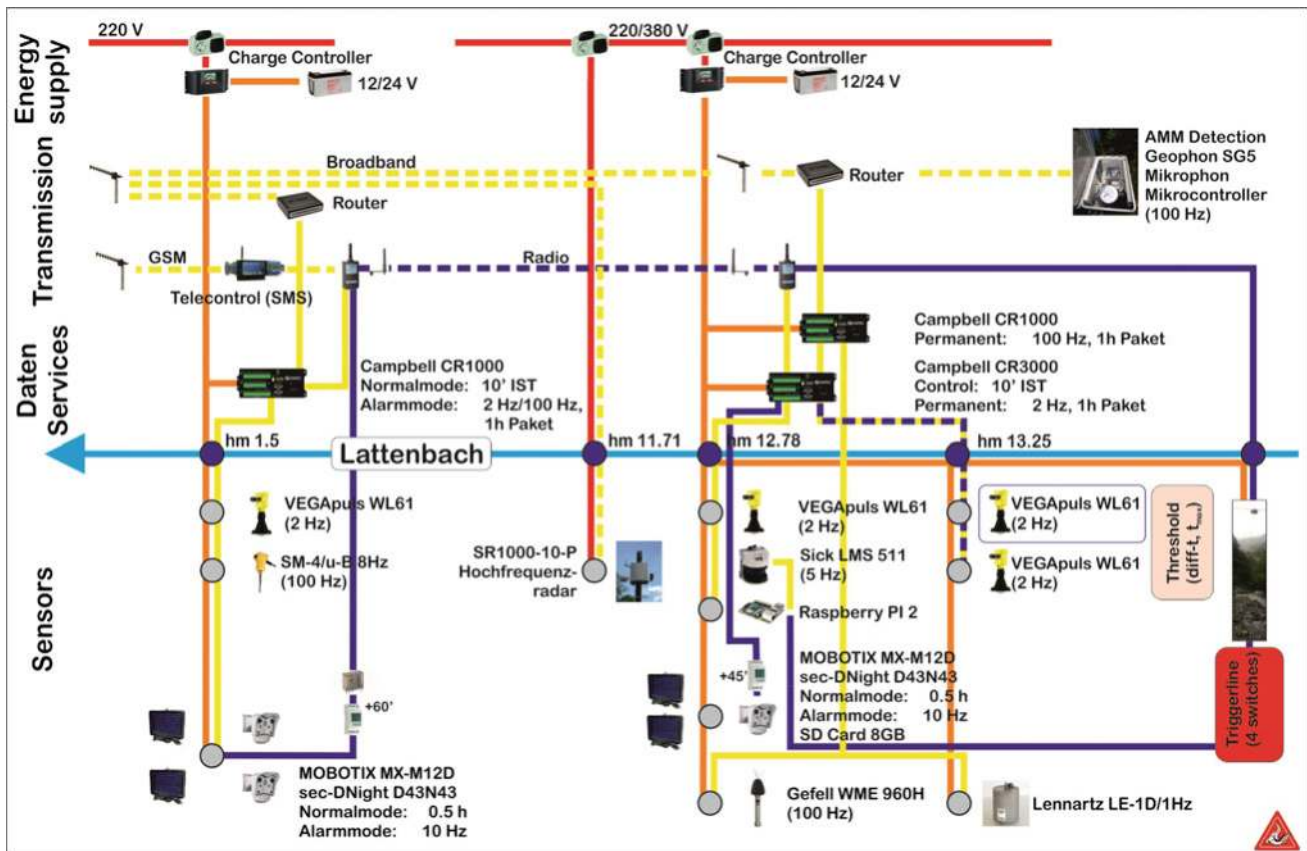 Energy
supply
220 V
Charge Controller
12/24 V
220/380 V
Charge Controller
12/24 V
Transmission
Broadband
Router
Router
AMM Detection
Geophon SG5
Mikrophon
Mikrocontroller
(100 Hz)
GSM
Telecontrol (SMS)
Radio
Daten
Services
Campbell CR1000
Normalmode: 10' IST
Alarmmode: 2 Hz/100 Hz,
1h Paket
Campbell CR1000
Permanent: 100 Hz, 1h Paket
Campbell CR3000
Control: 10' IST
Permanent: 2 Hz, 1h Paket
hm 1.5
Lattenbach
hm 11.71
hm 12.78
hm 13.25
Sensors
VEGApuls WL61
(2 Hz)
SM-4/u-B 8Hz
(100 Hz)
+60'
MOBOTIX MX-M12D
sec-DNight D43N43
Normalmode: 0.5 h
Alarmmode: 10 Hz
SR1000-10-P
Hochfrequenz-
radar
VEGApuls WL61
(2 Hz)
Sick LMS 511
(5 Hz)
Raspberry PI 2
+45'
MOBOTIX MX-M12D
sec-DNight D43N43
Normalmode: 0.5 h
Alarmmode: 10 Hz
SD Card 8GB
Gefell WME 960H
(100 Hz)
VEGApuls WL61
(2 Hz)
VEGApuls WL61
(2 Hz)
Lennartz LE-1D/1Hz
Threshold
(diff-t, t
Triggerline
(4 switches)